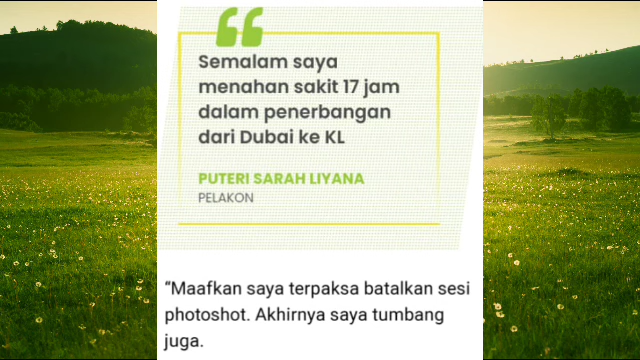 Semalam saya
menahan sakit 17 jam
dalam penerbangan
dari Dubai ke KL
PUTERI SARAH LIYANA
PELAKON
“Maafkan saya terpaksa batalkan sesi
photoshot. Akhirnya saya tumbang
juga.